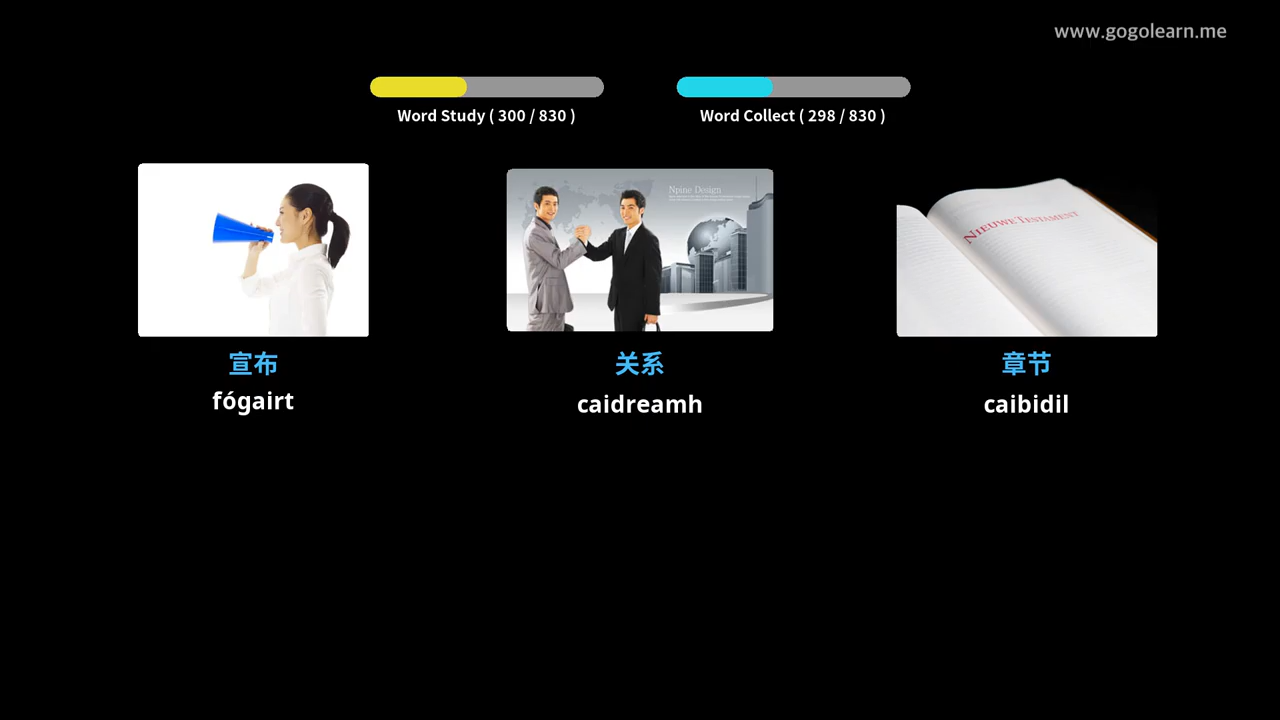 www.gogolearn.me
Word Study ( 300 / 830 )
Word Collect ( 298 / 830 )
Npine Design
NIEUWE TESTAMENT
宣布
关系
章节
fógairt
caidreamh
caibidil